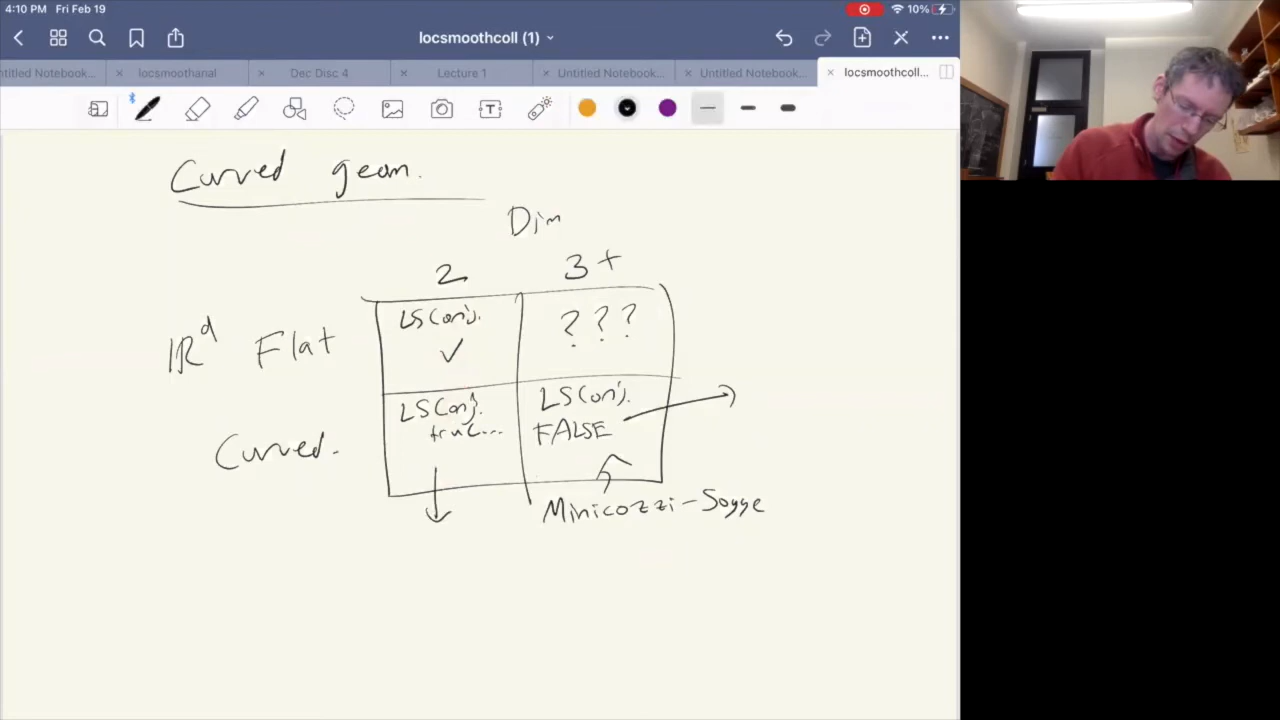 4:10 PM Fri Feb 19
10%
locsmoothcoll (1)
ntitled Notebook...
locsmoothanal
Dec Disc 4
Lecture 1
Untitled Notebook...
Untitled Notebook...
locsmoothcoll...
Curved geom.
Dim
2 3+
ℝᵈ Flat
LS Conj. ✓
? ? ?
Curved.
LS Conj. true...
LS Conj. FALSE
Minicozzi-Sogge